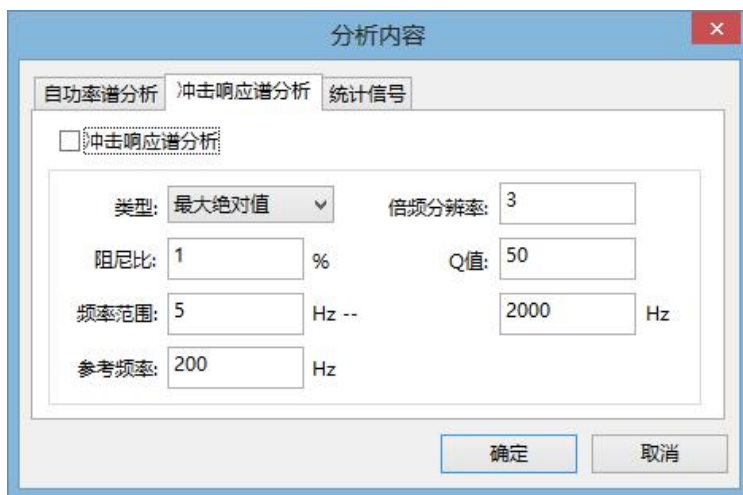 分析内容
自功率谱分析 冲击响应谱分析 统计信号
冲击响应谱分析
类型: 最大绝对值 倍频分辨率: 3
阻尼比: 1 % Q值: 50
频率范围: 5 Hz -- 2000 Hz
参考频率: 200 Hz
确定 取消